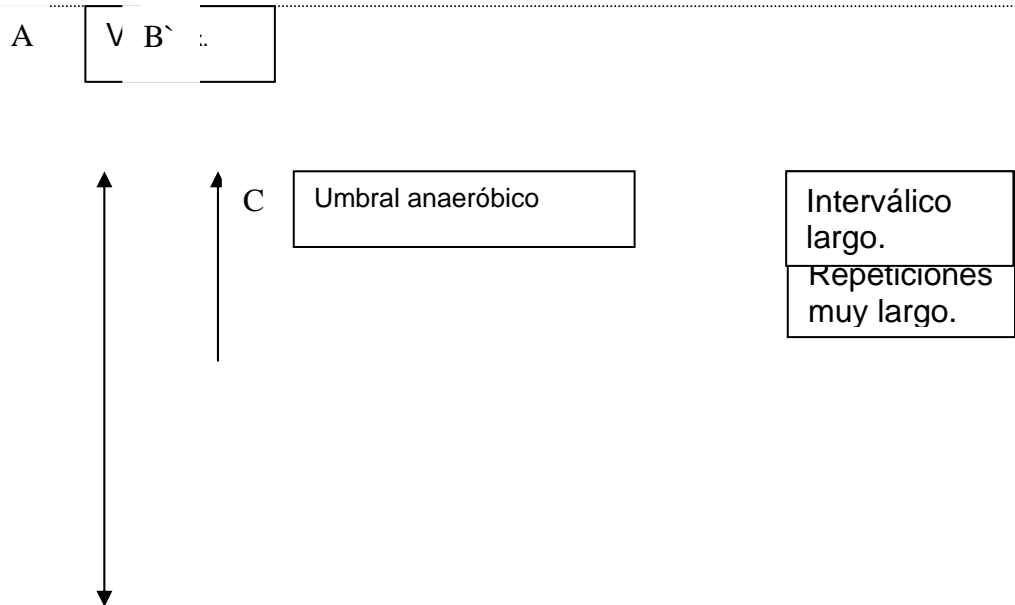 A
B`
C
Umbral anaeróbico
Interválico
largo.
Repeticiones
muy largo.